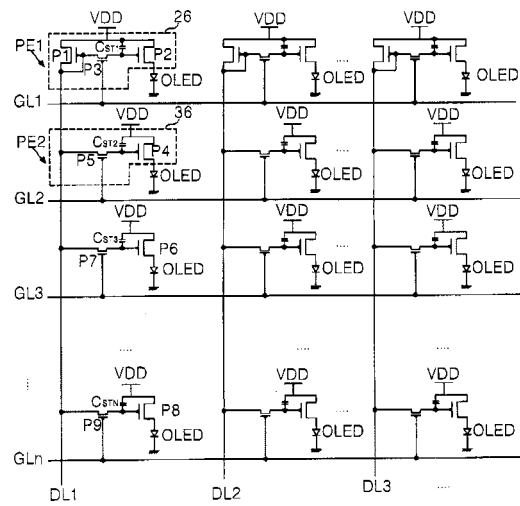 VDD VDD VDD 26
PE1 P1 CST1 P2
P3 OLED OLED OLED
GL1
VDD VDD VDD 36
PE2 CST2 P4
P5 OLED OLED OLED
GL2
VDD VDD VDD
CST3 P6
P7 OLED OLED OLED
GL3
VDD VDD VDD
CSTN P8
P9 OLED OLED OLED
GLn
DL1 DL2 DL3